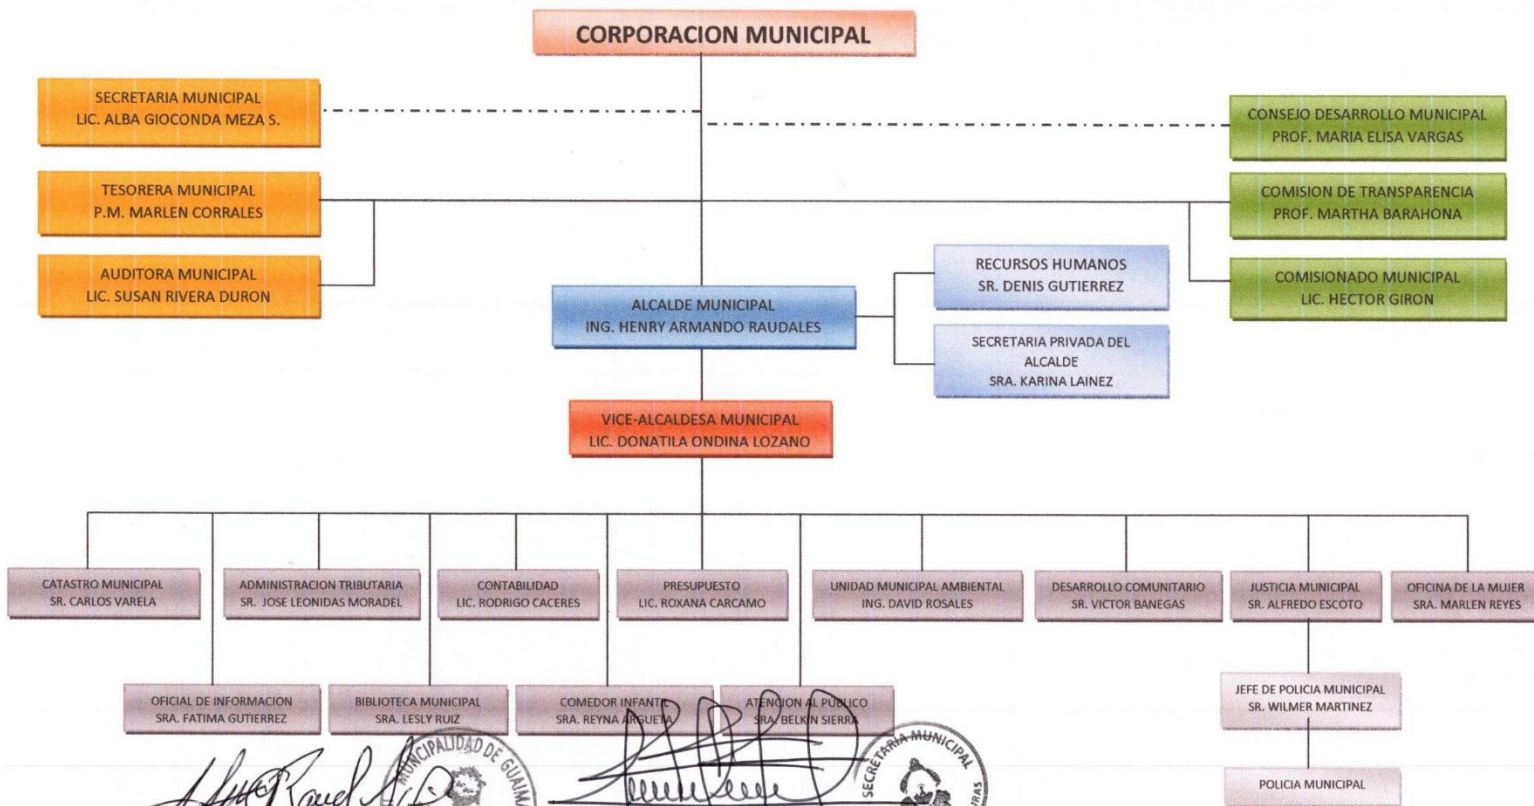 CORPORACION MUNICIPAL
SECRETARIA MUNICIPAL
LIC. ALBA GIOCONDA MEZA S.
CONSEJO DESARROLLO MUNICIPAL
PROF. MARIA ELISA VARGAS
TESORERA MUNICIPAL
P.M. MARLEN CORRALES
COMISION DE TRANSPARENCIA
PROF. MARTHA BARAHONA
AUDITORA MUNICIPAL
LIC. SUSAN RIVERA DURON
RECURSOS HUMANOS
SR. DENIS GUTIERREZ
COMISIONADO MUNICIPAL
LIC. HECTOR GIRON
ALCALDE MUNICIPAL
ING. HENRY ARMANDO RAUDALES
SECRETARIA PRIVADA DEL
ALCALDE
SRA. KARINA LAINEZ
VICE-ALCALDESA MUNICIPAL
LIC. DONATILA ONDINA LOZANO
CATASTRO MUNICIPAL
SR. CARLOS VARELA
ADMINISTRACION TRIBUTARIA
SR. JOSE LEONIDAS MORADEL
CONTABILIDAD
LIC. RODRIGO CACERES
PRESUPUESTO
LIC. ROXANA CARCAMO
UNIDAD MUNICIPAL AMBIENTAL
ING. DAVID ROSALES
DESARROLLO COMUNITARIO
SR. VICTOR BANEGAS
JUSTICIA MUNICIPAL
SR. ALFREDO ESCOTO
OFICINA DE LA MUJER
SRA. MARLEN REYES
OFICIAL DE INFORMACION
SRA. FATIMA GUTIERREZ
BIBLIOTECA MUNICIPAL
SRA. LESLY RUIZ
COMEDOR INFANTIL
SRA. REYNA ARGUETA
ATENCION AL PUBLICO
SRA. BELKIN SIERRA
JEFE DE POLICIA MUNICIPAL
SR. WILMER MARTINEZ
POLICIA MUNICIPAL
MUNICIPALIDAD DE
SECRETARIA MUNICIPAL